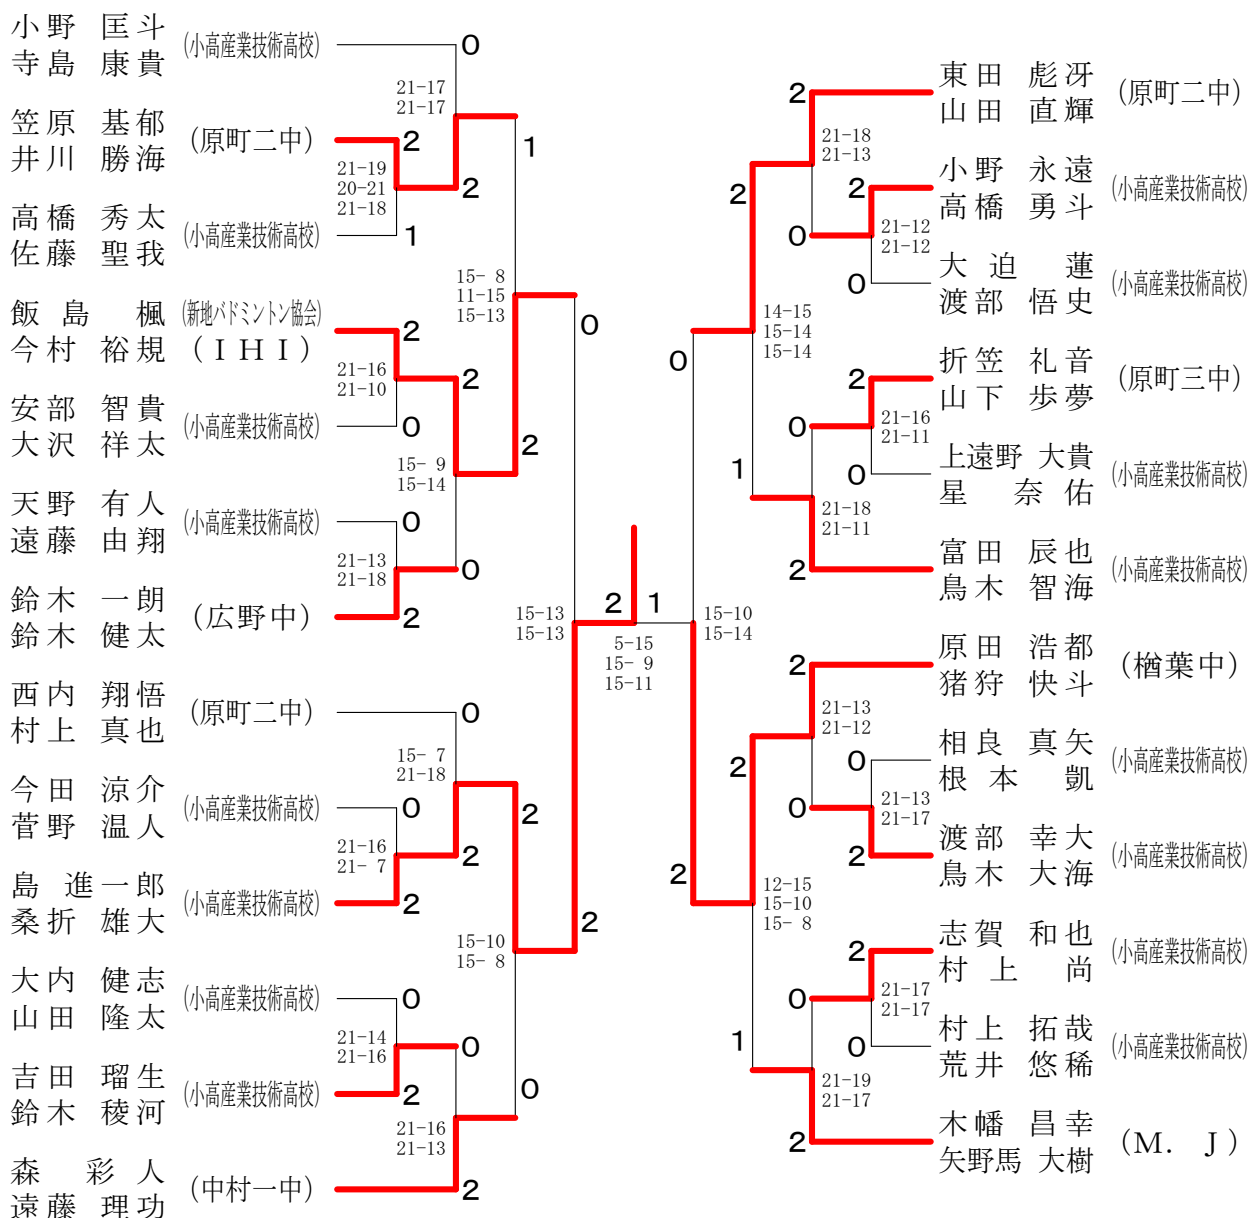 小野 匡斗
寺島 康貴
(小高産業技術高校)
0
21-17
21-17
笠原 基郁
井川 勝海
(原町二中)
2
21-19
20-21
21-18
2
1
高橋 秀太
佐藤 聖我
(小高産業技術高校)
1
15- 8
11-15
15-13
0
飯島 楓
(新地バドミントン協会)
今村 裕規
(ＩＨＩ)
2
21-16
21-10
2
安部 智貴
大沢 祥太
(小高産業技術高校)
0
2
15- 9
15-14
天野 有人
遠藤 由翔
(小高産業技術高校)
0
21-13
21-18
0
鈴木 一朗
鈴木 健太
(広野中)
2
15-13
15-13
2
1
5-15
15- 9
15-11
西内 翔悟
村上 真也
(原町二中)
0
15- 7
21-18
今田 涼介
菅野 温人
(小高産業技術高校)
0
21-16
21- 7
2
2
島 進一郎
桑折 雄大
(小高産業技術高校)
2
15-10
15- 8
2
大内 健志
山田 隆太
(小高産業技術高校)
0
21-14
21-16
0
吉田 瑠生
鈴木 稜河
(小高産業技術高校)
2
0
21-16
21-13
森 彩人
遠藤 理功
(中村一中)
2
2
東田 彪冴
山田 直輝
(原町二中)
21-18
21-13
2
2
小野 永遠
高橋 勇斗
(小高産業技術高校)
0
21-12
21-12
0
大迫 蓮
渡部 悟史
(小高産業技術高校)
14-15
15-14
15-14
0
2
折笠 礼音
山下 歩夢
(原町三中)
0
21-16
21-11
1
0
上遠野 大貴
星 奈佑
(小高産業技術高校)
21-18
21-11
2
富田 辰也
鳥木 智海
(小高産業技術高校)
15-10
15-14
2
原田 浩都
猪狩 快斗
(楢葉中)
21-13
21-12
2
0
相良 真矢
根本 凱
(小高産業技術高校)
0
21-13
21-17
2
渡部 幸大
鳥木 大海
(小高産業技術高校)
2
12-15
15-10
15- 8
2
志賀 和也
村上 尚
(小高産業技術高校)
0
21-17
21-17
1
0
村上 拓哉
荒井 悠稀
(小高産業技術高校)
21-19
21-17
2
木幡 昌幸
矢野馬 大樹
(Ｍ．Ｊ)